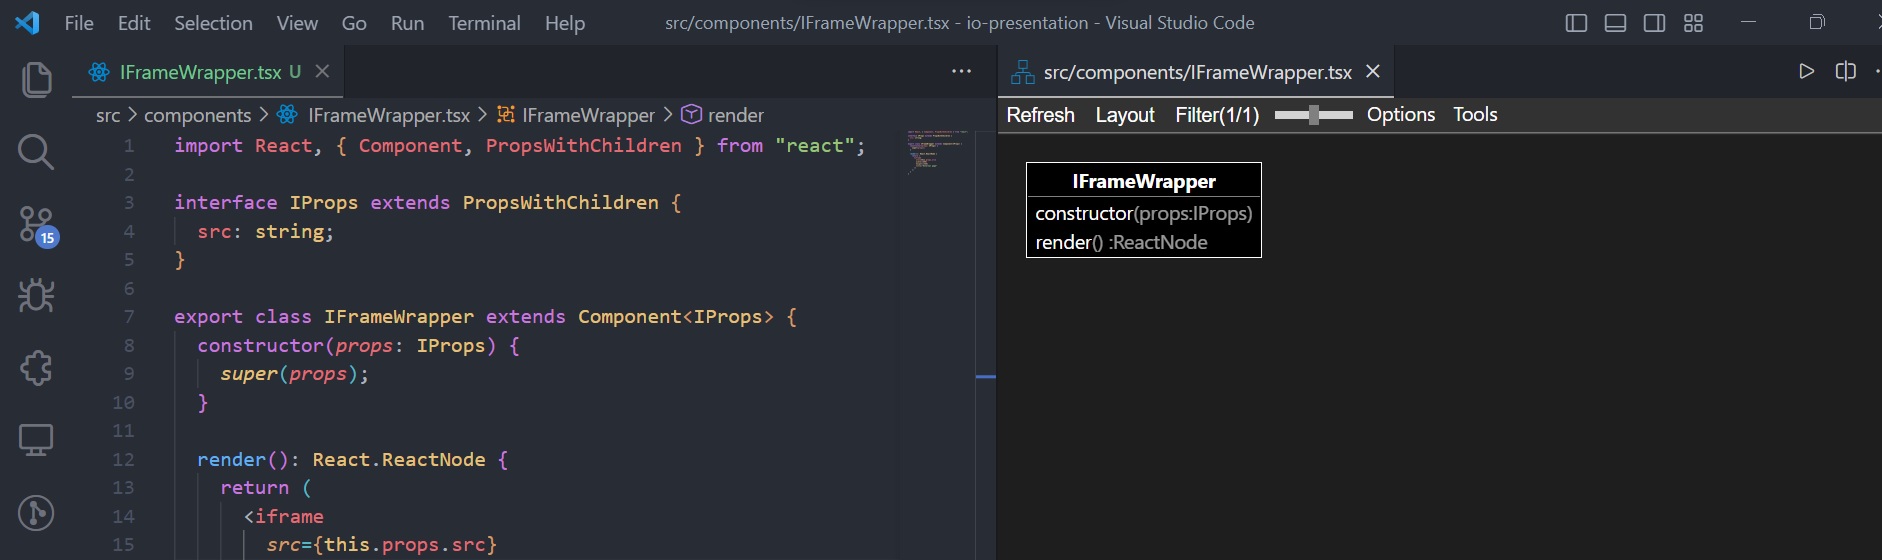 File Edit Selection View Go Run Terminal Help
src/components/IFrameWrapper.tsx - io-presentation - Visual Studio Code
IFrameWrapper.tsx U
src > components > IFrameWrapper.tsx > IFrameWrapper > render
15
1 import React, { Component, PropsWithChildren } from "react";
2
3 interface IProps extends PropsWithChildren {
4 src: string;
5 }
6
7 export class IFrameWrapper extends Component<IProps> {
8 constructor(props: IProps) {
9 super(props);
10 }
11
12 render(): React.ReactNode {
13 return (
14 <iframe
15 src={this.props.src}
src/components/IFrameWrapper.tsx
Refresh Layout Filter(1/1) Options Tools
IFrameWrapper
constructor(props:IProps)
render() :ReactNode